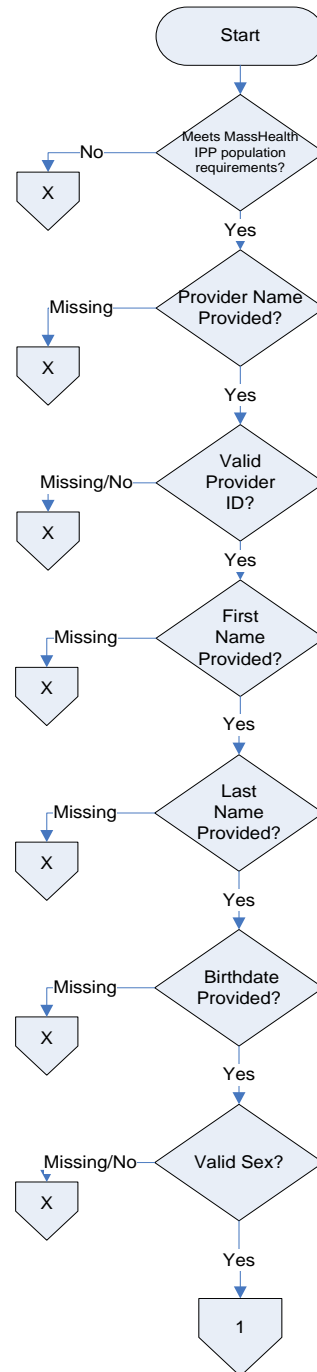 Start
Meets MassHealth
IPP population
requirements?
No
X
Yes
Provider Name
Provided?
Missing
X
Yes
Valid
Provider
ID?
Missing/No
X
Yes
First
Name
Provided?
Missing
X
Yes
Last
Name
Provided?
Missing
X
Yes
Birthdate
Provided?
Missing
X
Yes
Valid Sex?
Missing/No
X
Yes
1